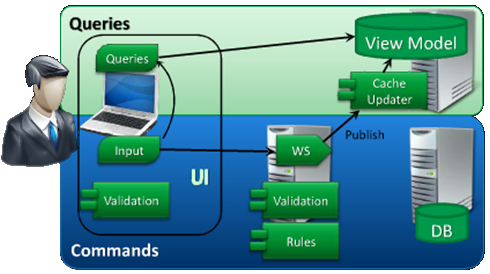 Queries
View Model
Queries
Cache
Updater
Publish
Input
WS
UI
Validation
Validation
Rules
DB
Commands